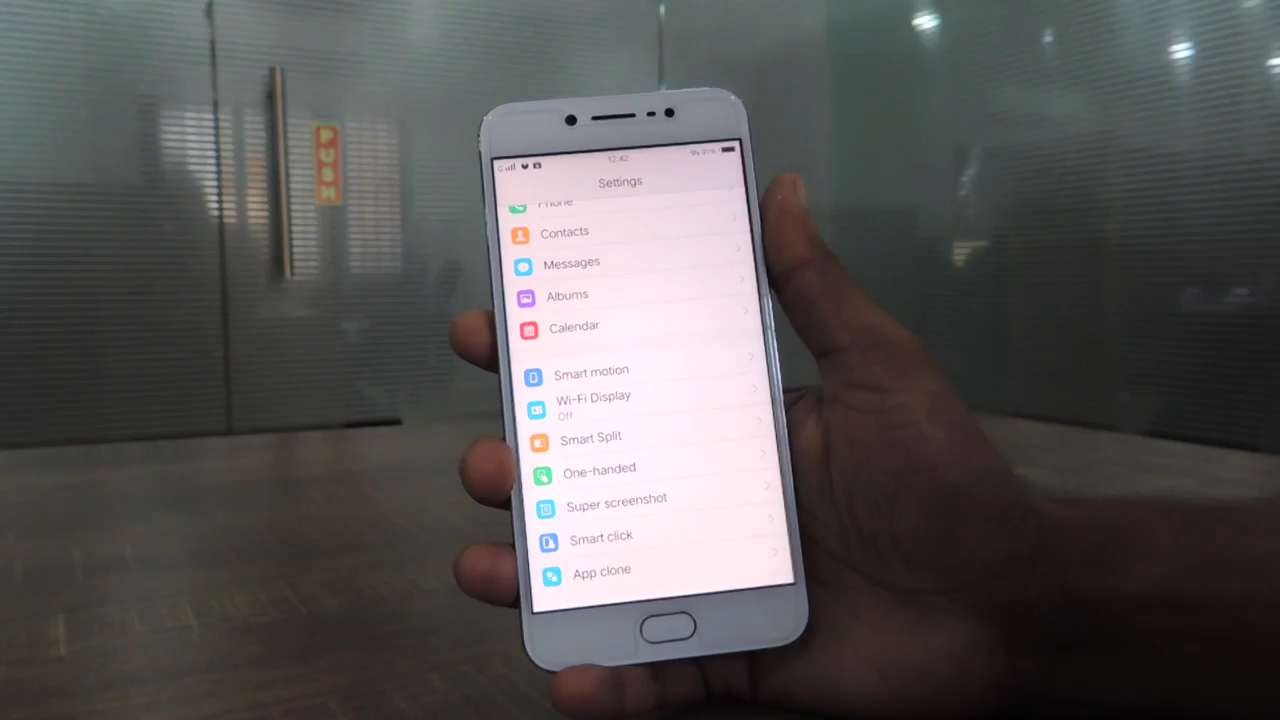 PUSH
12:42
Settings
Phone
Contacts
Messages
Albums
Calendar
Smart motion
Wi-Fi Display
Off
Smart Split
One-handed
Super screenshot
Smart click
App clone